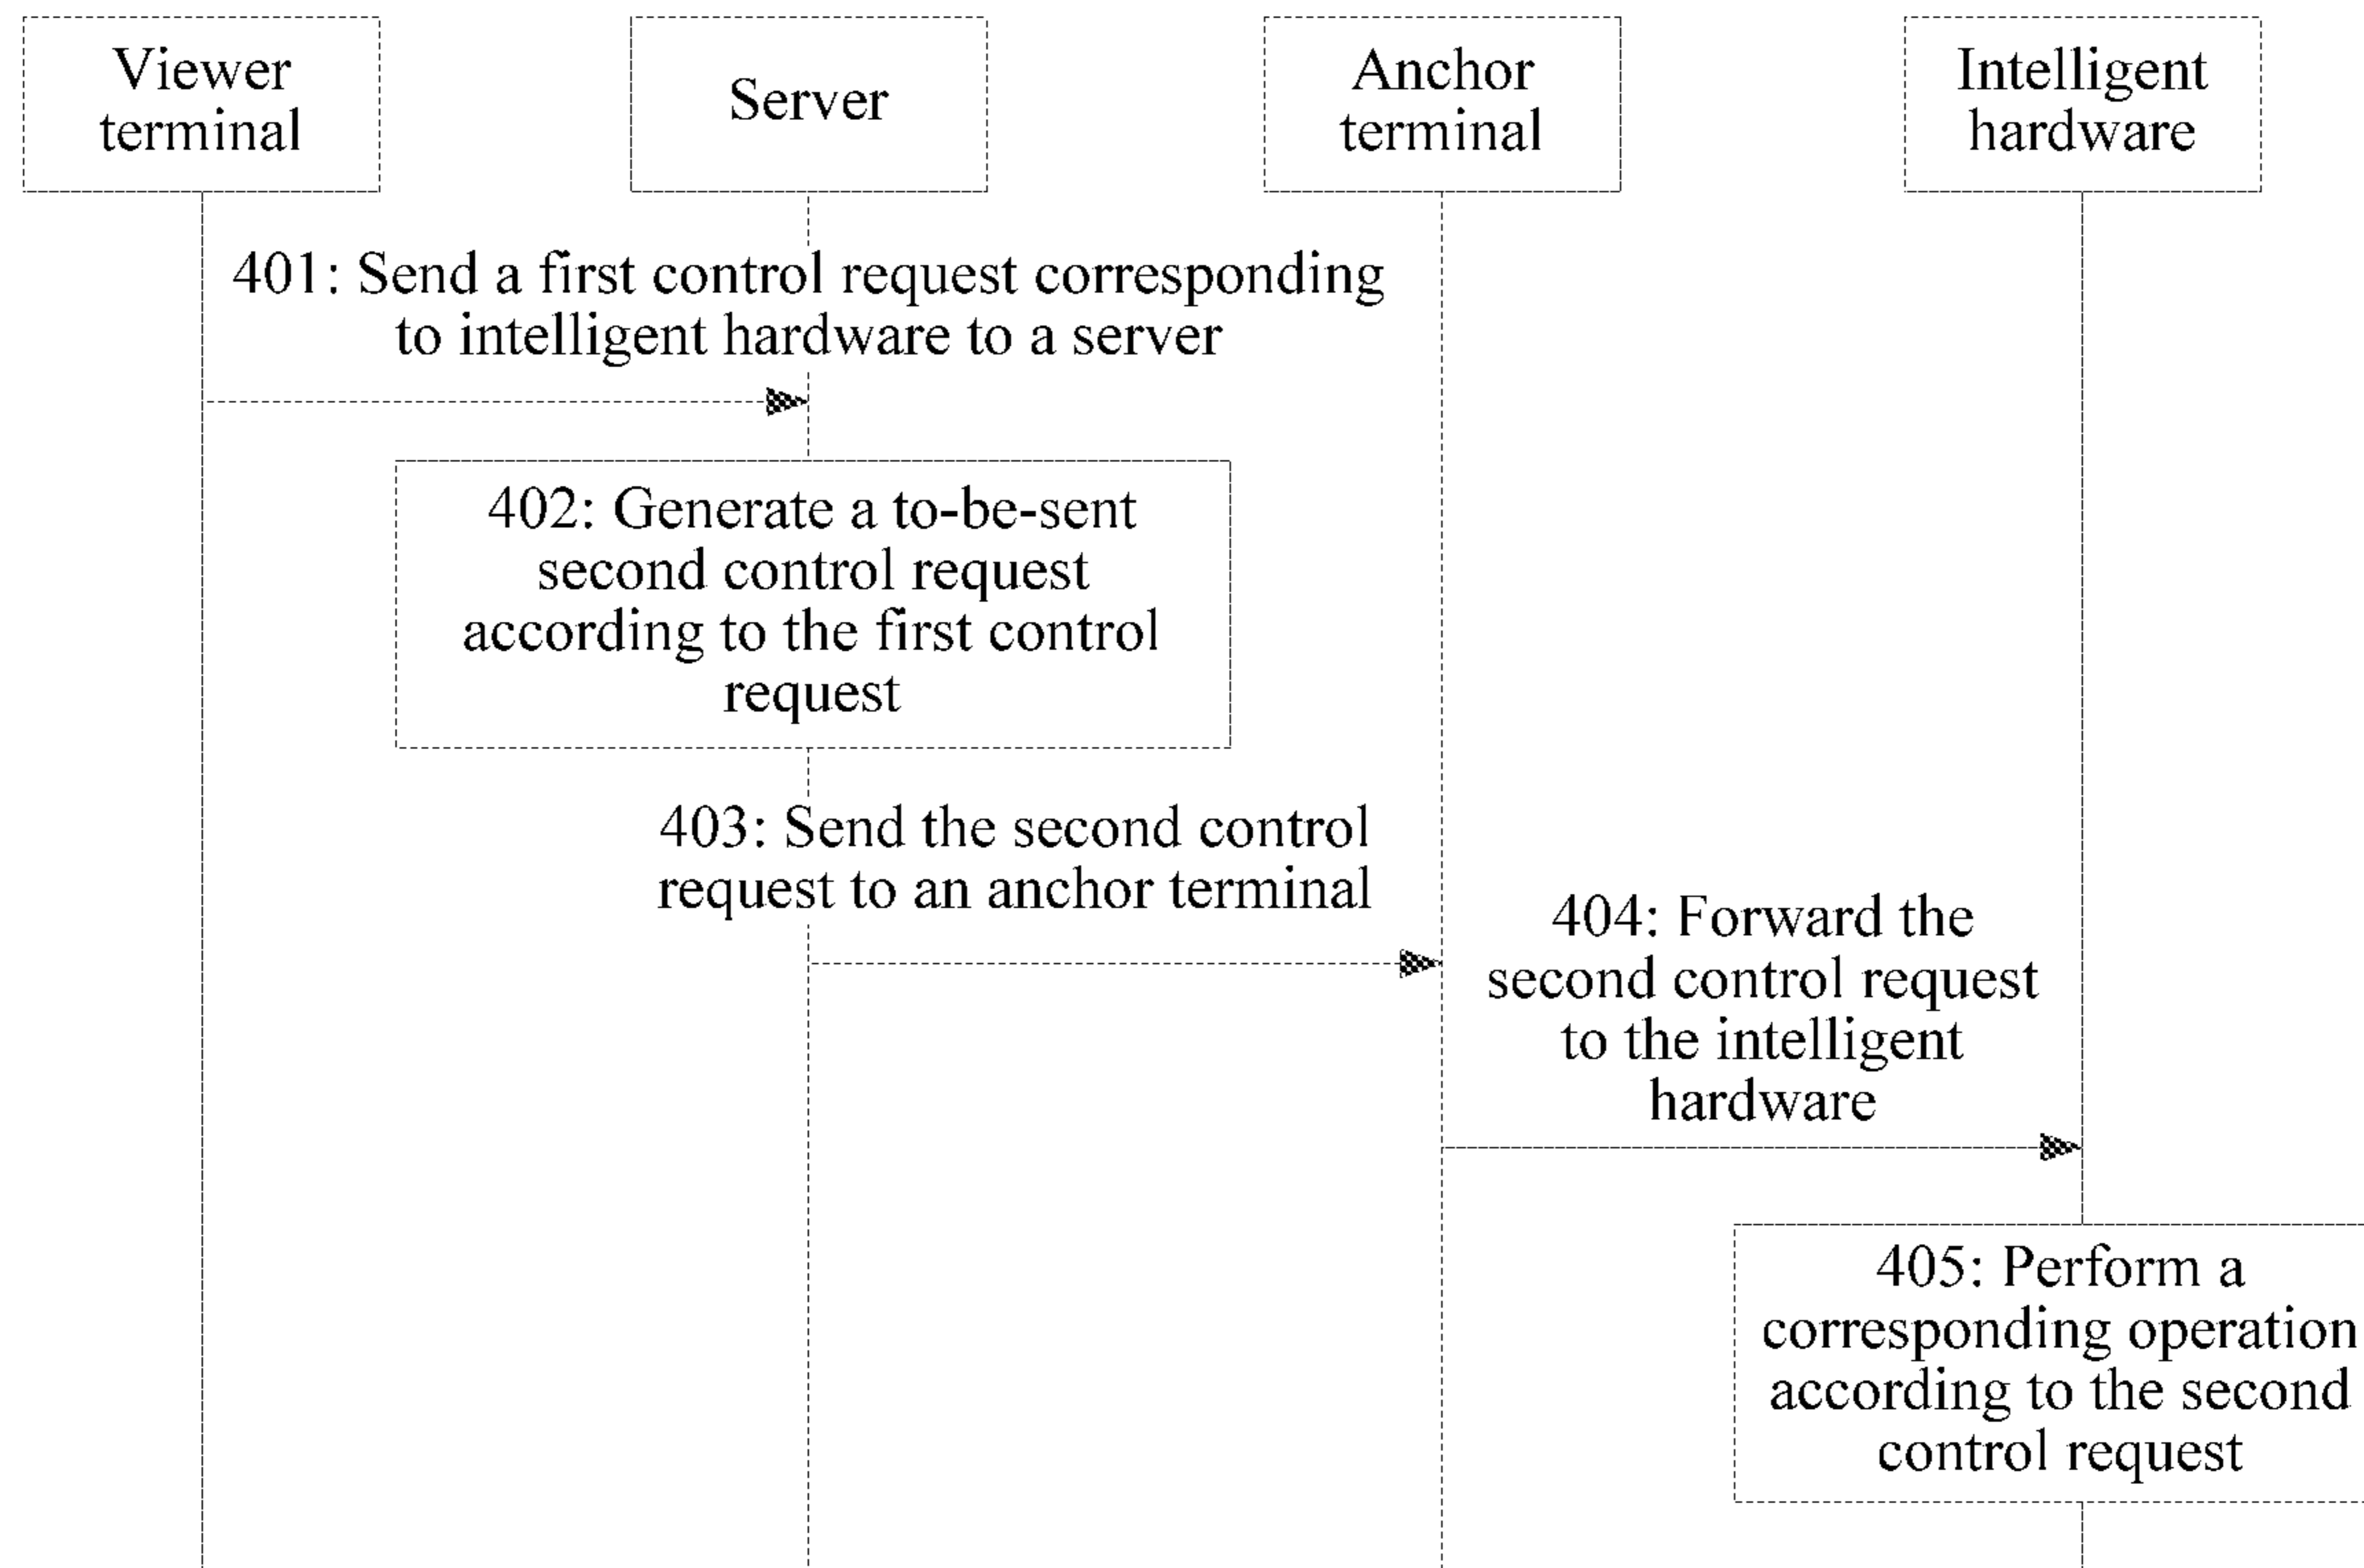 Viewer
terminal
Server
Anchor
terminal
Intelligent
hardware
401: Send a first control request corresponding
to intelligent hardware to a server
402: Generate a to-be-sent
second control request
according to the first control
request
403: Send the second control
request to an anchor terminal
404: Forward the
second control request
to the intelligent
hardware
405: Perform a
corresponding operation
according to the second
control request